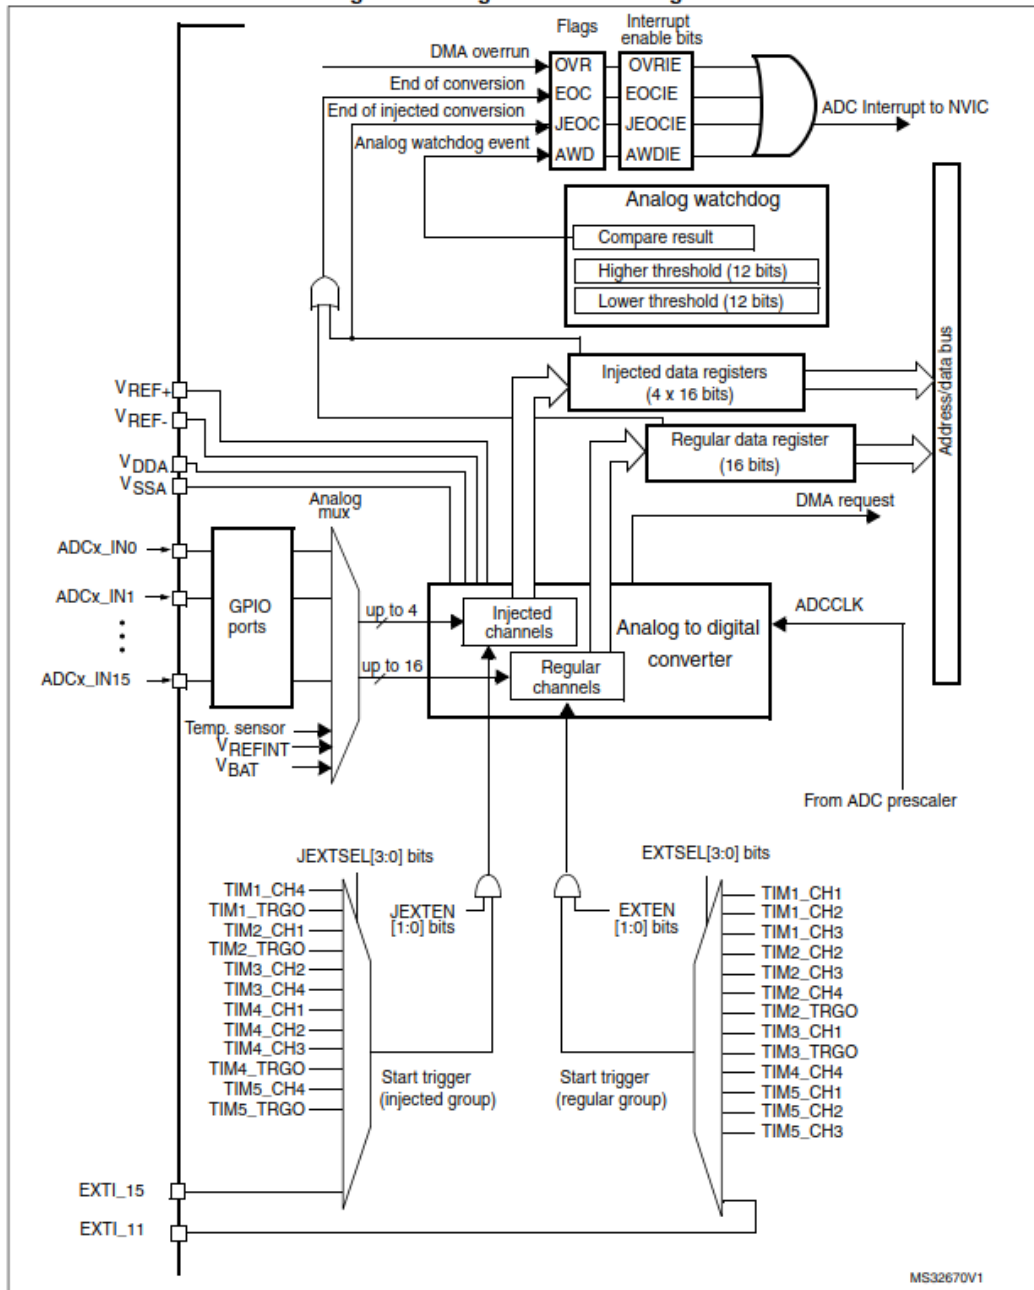 Flags
Interrupt
enable bits
DMA overrun
OVR
OVRIE
End of conversion
EOC
EOCIE
ADC Interrupt to NVIC
End of injected conversion
JEOC
JEOCIE
Analog watchdog event
AWD
AWDIE
Analog watchdog
Compare result
Higher threshold (12 bits)
Lower threshold (12 bits)
Address/data bus
Injected data registers
(4 x 16 bits)
Regular data register
(16 bits)
VREF+
VREF-
VDDA
VSSA
Analog
mux
DMA request
ADCx_IN0
ADCx_IN1
ADCx_IN15
GPIO
ports
up to 4
up to 16
Injected
channels
Regular
channels
Analog to digital
converter
ADCCLK
Temp. sensor
VREFINT
VBAT
From ADC prescaler
JEXTSEL[3:0] bits
EXTSEL[3:0] bits
JEXTEN
[1:0] bits
EXTEN
[1:0] bits
TIM1_CH4
TIM1_TRGO
TIM2_CH1
TIM2_TRGO
TIM3_CH2
TIM3_CH4
TIM4_CH1
TIM4_CH2
TIM4_CH3
TIM4_TRGO
TIM5_CH4
TIM5_TRGO
Start trigger
(injected group)
Start trigger
(regular group)
TIM1_CH1
TIM1_CH2
TIM1_CH3
TIM2_CH2
TIM2_CH3
TIM2_CH4
TIM2_TRGO
TIM3_CH1
TIM3_TRGO
TIM4_CH4
TIM5_CH1
TIM5_CH2
TIM5_CH3
EXTI_15
EXTI_11
MS32670V1